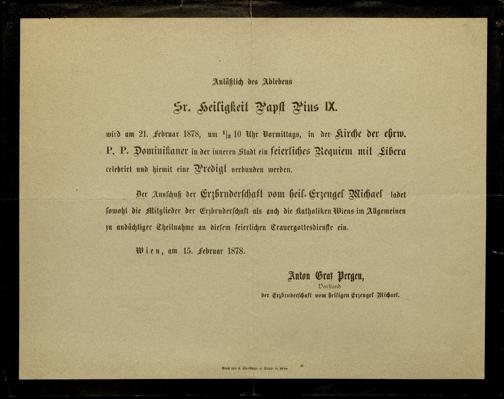 Anläßlich des Ablebens
Sr. Heiligkeit Papst Pius IX.
wird am 21. Februar 1878, um ½ 10 Uhr Vormittags, in der Kirche der ehrw.
P. P. Dominikaner in der inneren Stadt ein feierliches Requiem mit Libera
celebrirt und hiemit eine Predigt verbunden werden.
Der Ausschuß der Erzbruderschaft vom heil. Erzengel Michael ladet
sowohl die Mitglieder der Erzbruderschaft als auch die Katholiken Wiens im Allgemeinen
zu andächtiger Theilnahme an diesem feierlichen Trauergottesdienste ein.
Wien, am 15. Februar 1878.
Anton Graf Pergen,
Vorstand
der Erzbruderschaft vom heiligen Erzengel Michael.